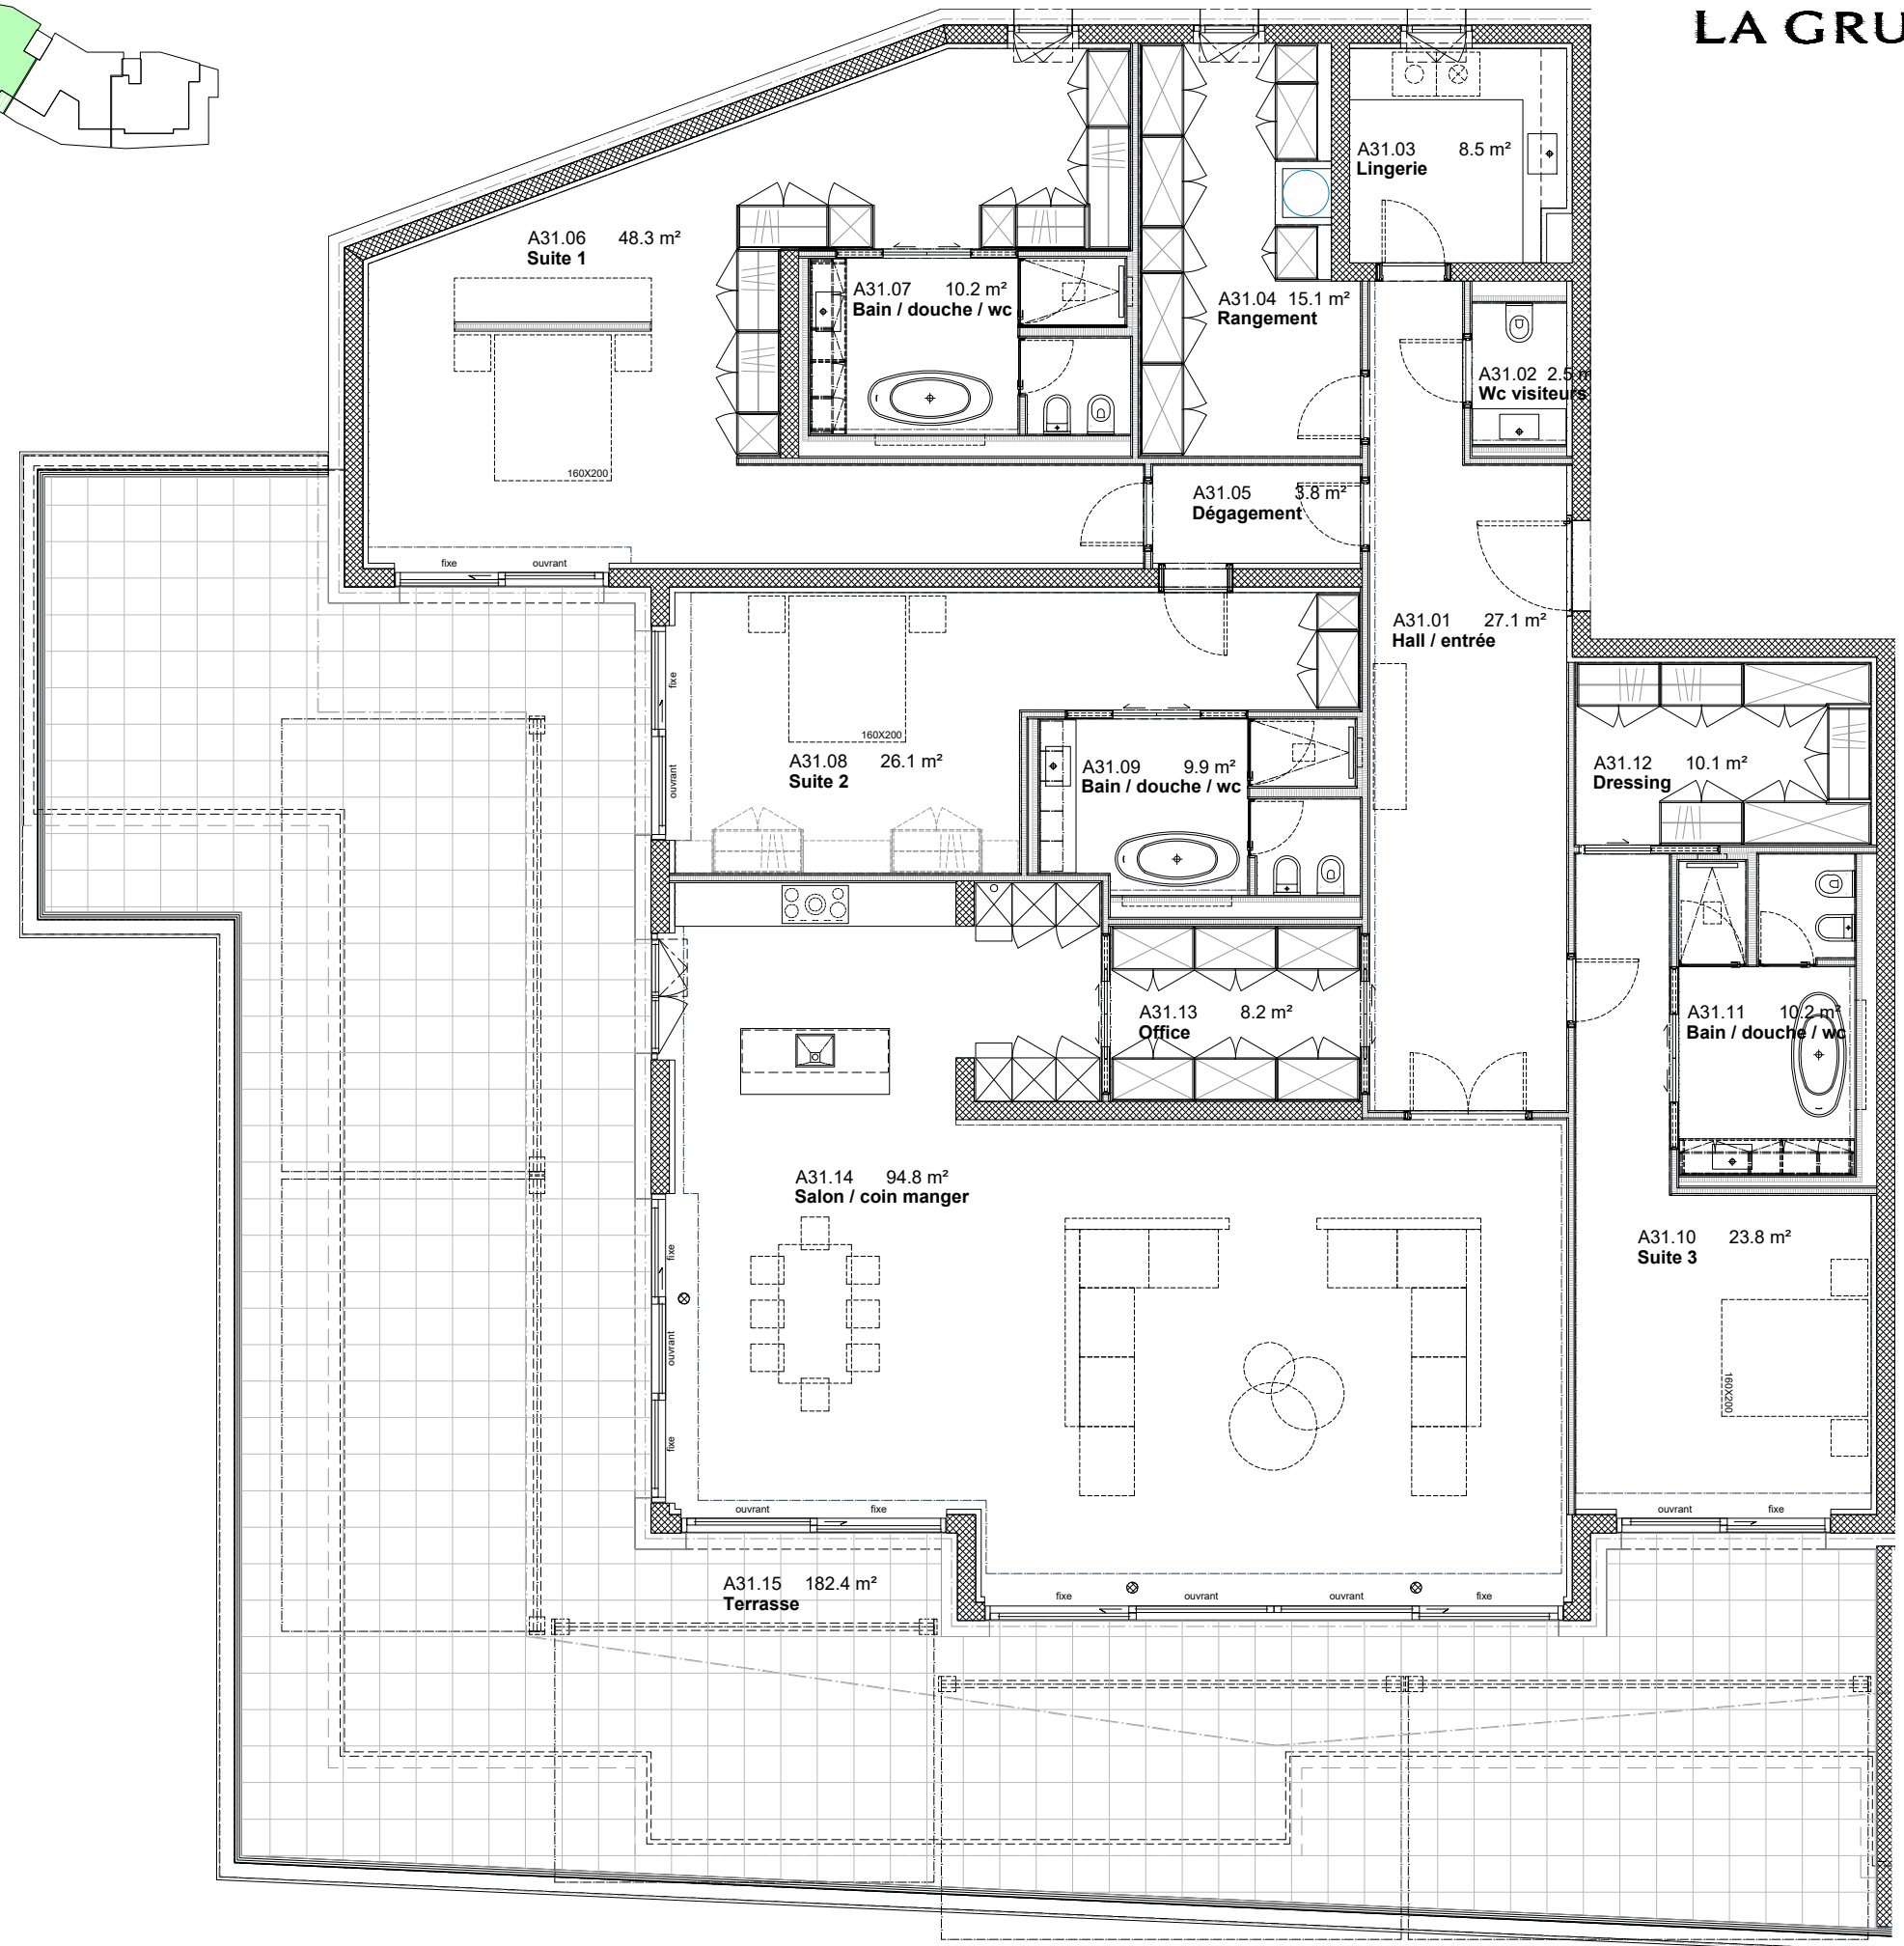 LA GRU
A31.03 8.5 m²
Lingerie
A31.06 48.3 m²
Suite 1
A31.07 10.2 m²
Bain / douche / wc
A31.04 15.1 m²
Rangement
A31.02 2.5 m
Wc visiteurs
160X200
A31.05 3.8 m²
Dégagement
fixe ouvrant
A31.01 27.1 m²
Hall / entrée
fixe
ouvrant
160X200
A31.08 26.1 m²
Suite 2
A31.09 9.9 m²
Bain / douche / wc
A31.12 10.1 m²
Dressing
A31.13 8.2 m²
Office
A31.11 10.2 m²
Bain / douche / wc
A31.14 94.8 m²
Salon / coin manger
A31.10 23.8 m²
Suite 3
fixe
ouvrant
fixe
160X200
ouvrant fixe
ouvrant fixe
A31.15 182.4 m²
Terrasse
fixe ouvrant ouvrant fixe